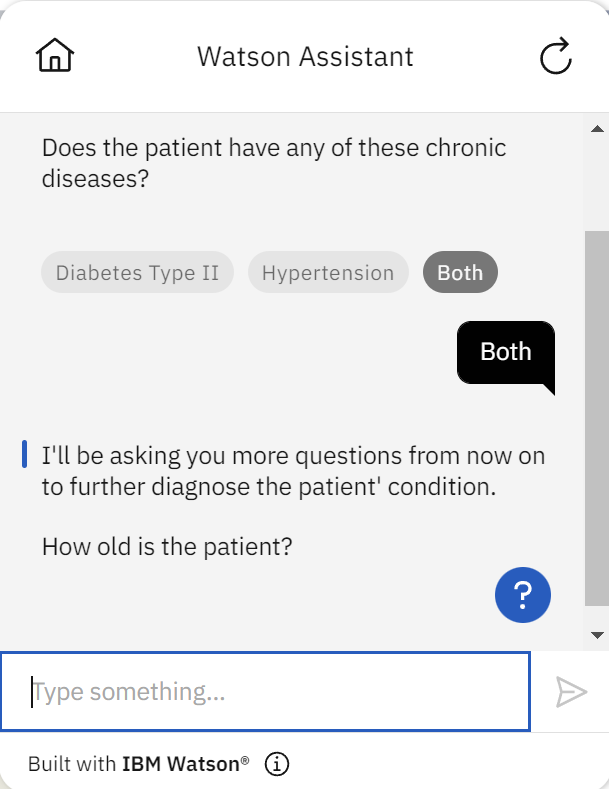 Watson Assistant
Does the patient have any of these chronic
diseases?
Diabetes Type II Hypertension Both
Both
I'll be asking you more questions from now on
to further diagnose the patient' condition.
How old is the patient?
?
Type something...
Built with IBM Watson®